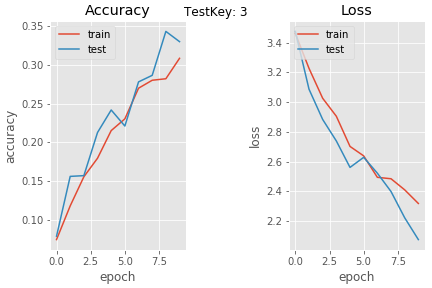 TestKey: 3
Accuracy
train
test
accuracy
0.35
0.30
0.25
0.20
0.15
0.10
0.0
2.5
5.0
7.5
epoch
Loss
train
test
loss
3.4
3.2
3.0
2.8
2.6
2.4
2.2
0.0
2.5
5.0
7.5
epoch